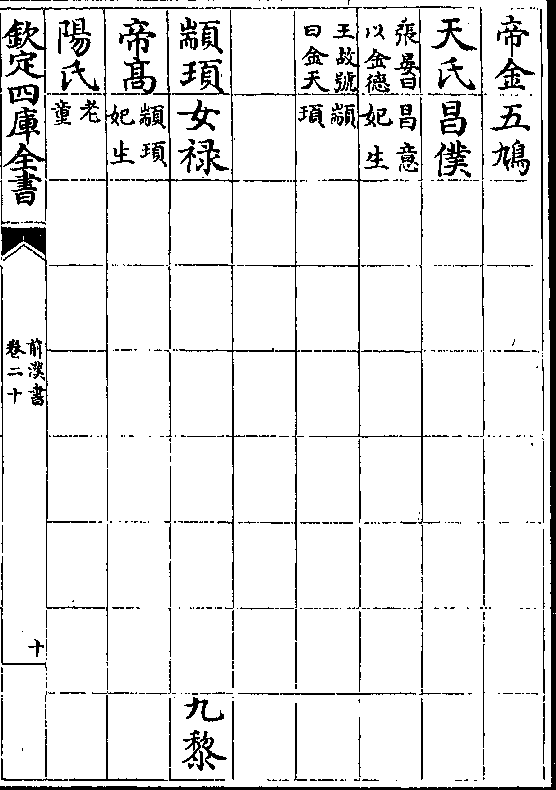 帝金 五鳩
天氏 昌僕
張晏曰 昌意
以金德 妃生
王故號 顓
曰金天 頊
顓頊 女禄 九黎
帝高 顓頊
妃生
陽氏 老
童
欽定四庫全書
前漢書
卷二十
十